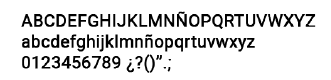 ABCDEFGHIJKLMNÑOPQRTUVWXYZ
abcdefghijklmnñopqrtuvwxyz
0123456789 ¿?()”.;